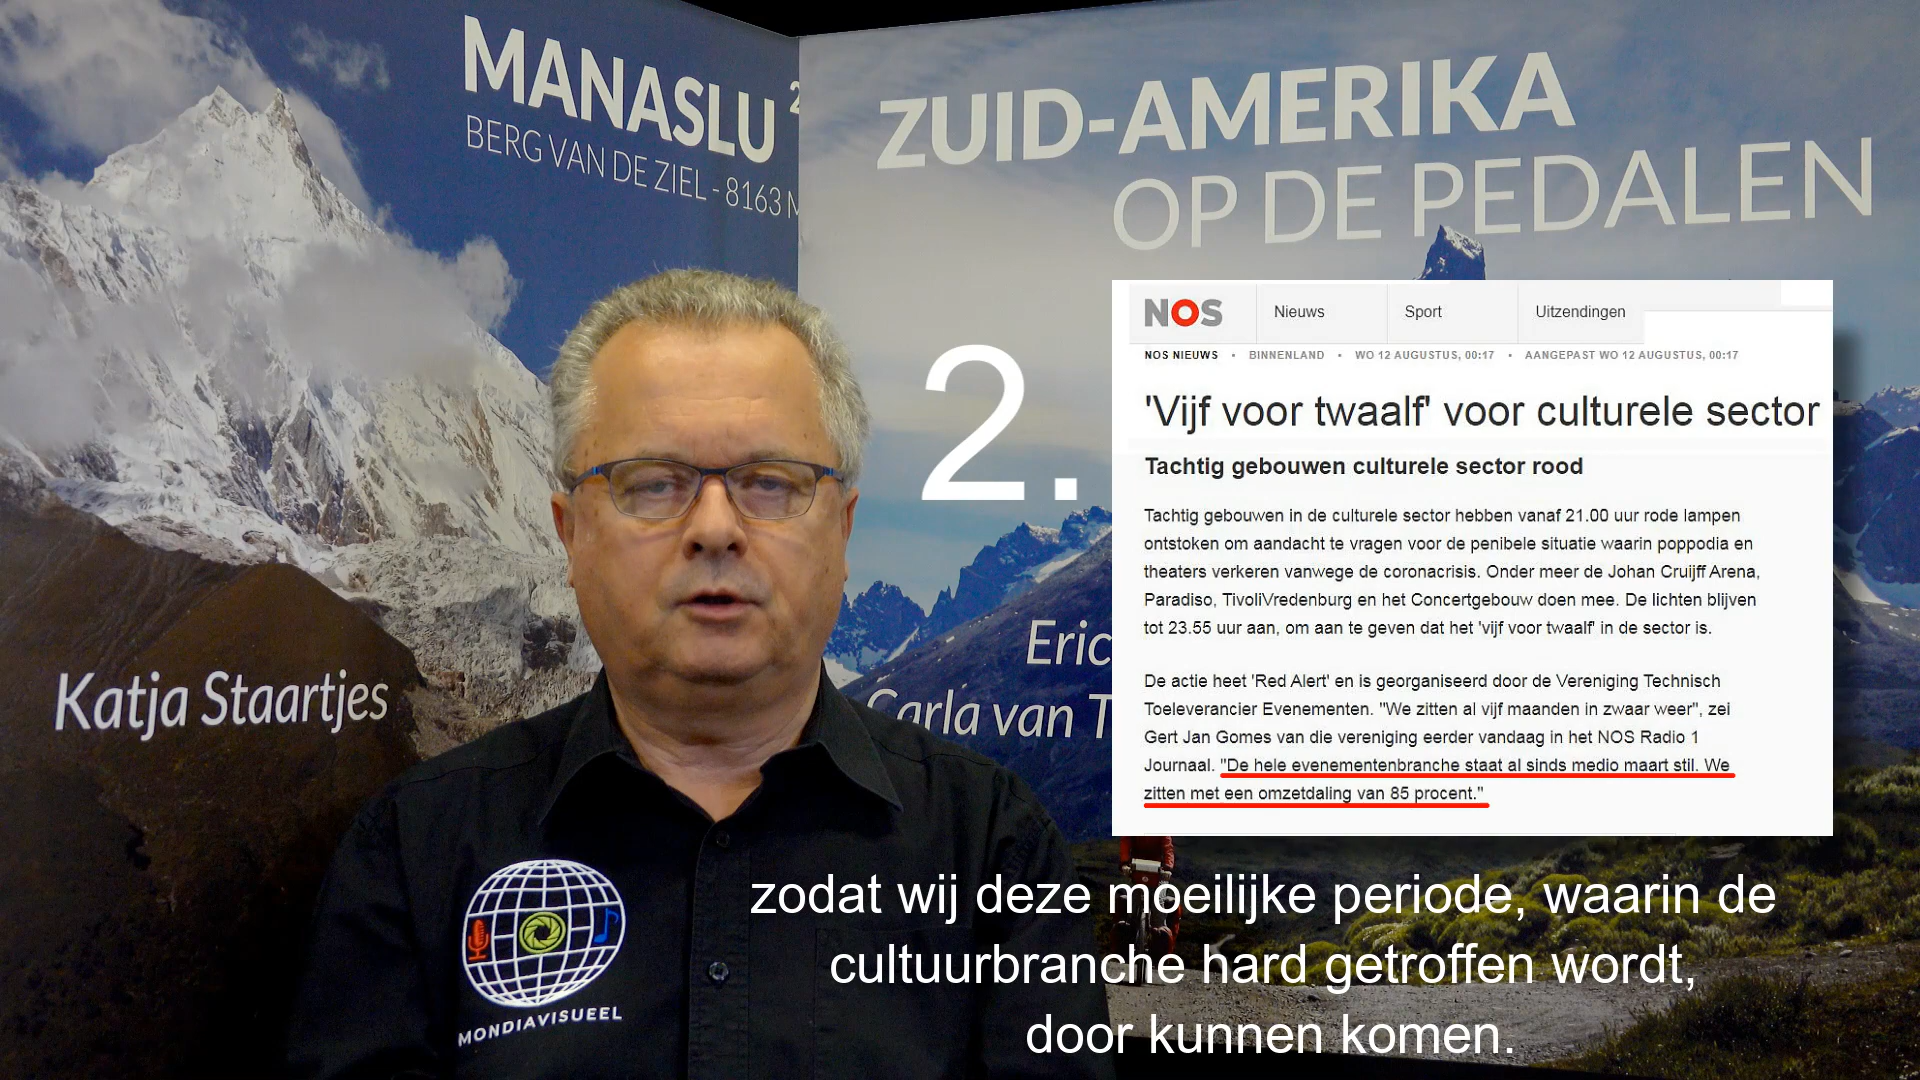 MANASLU
BERG VAN DE ZIEL - 8163
ZUID-AMERIKA
OP DE PEDALEN
Katja Staartjes
Eric
Carla van T
2.
NOS
Nieuws
Sport
Uitzendingen
NOS NIEUWS • BINNENLAND • WO 12 AUGUSTUS, 00:17 • AANGEPAST WO 12 AUGUSTUS, 00:17
'Vijf voor twaalf' voor culturele sector
Tachtig gebouwen culturele sector rood
Tachtig gebouwen in de culturele sector hebben vanaf 21.00 uur rode lampen
ontstoken om aandacht te vragen voor de penibele situatie waarin poppodia en
theaters verkeren vanwege de coronacrisis. Onder meer de Johan Cruijff Arena,
Paradiso, TivoliVredenburg en het Concertgebouw doen mee. De lichten blijven
tot 23.55 uur aan, om aan te geven dat het 'vijf voor twaalf' in de sector is.
De actie heet 'Red Alert' en is georganiseerd door de Vereniging Technisch
Toeleverancier Evenementen. "We zitten al vijf maanden in zwaar weer", zei
Gert Jan Gomes van die vereniging eerder vandaag in het NOS Radio 1
Journaal. "De hele evenementenbranche staat al sinds medio maart stil. We
zitten met een omzetdaling van 85 procent."
MONDIAVISUEEL
zodat wij deze moeilijke periode, waarin de
cultuurbranche hard getroffen wordt,
door kunnen komen.